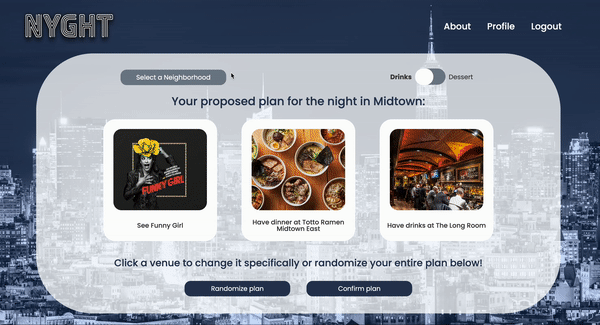 NYGHT
About Profile Logout
Select a Neighborhood
Drinks Dessert
Your proposed plan for the night in Midtown:
FUNNY GIRL
See Funny Girl
Have dinner at Totto Ramen
Midtown East
Have drinks at The Long Room
Click a venue to change it specifically or randomize your entire plan below!
Randomize plan Confirm plan